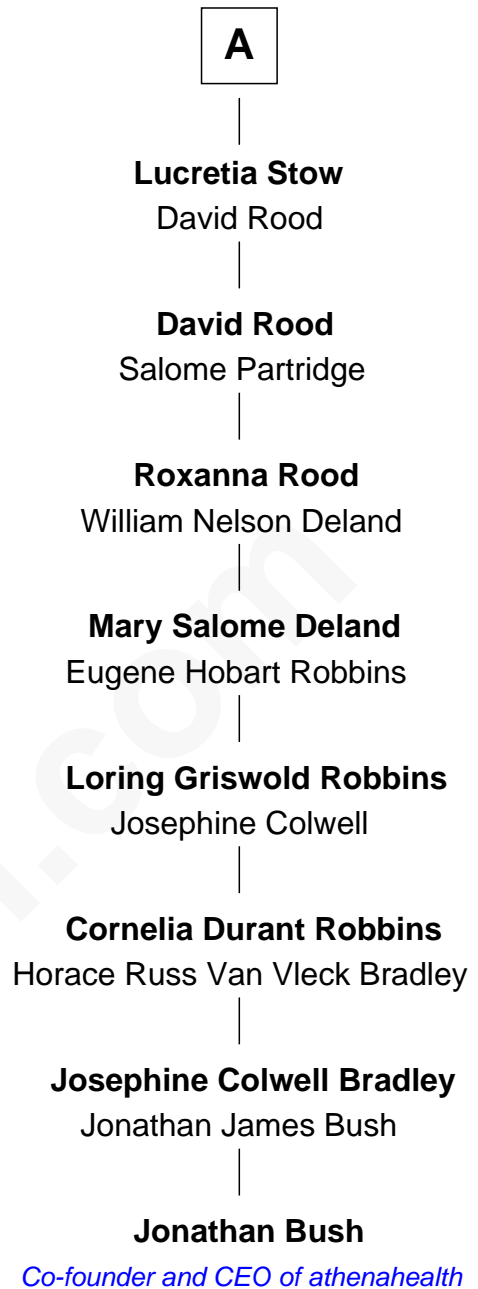 A
Lucretia Stow
David Rood
David Rood
Salome Partridge
Roxanna Rood
William Nelson Deland
Mary Salome Deland
Eugene Hobart Robbins
Loring Griswold Robbins
Josephine Colwell
Cornelia Durant Robbins
Horace Russ Van Vleck Bradley
Josephine Colwell Bradley
Jonathan James Bush
Jonathan Bush
Co-founder and CEO of athenahealth